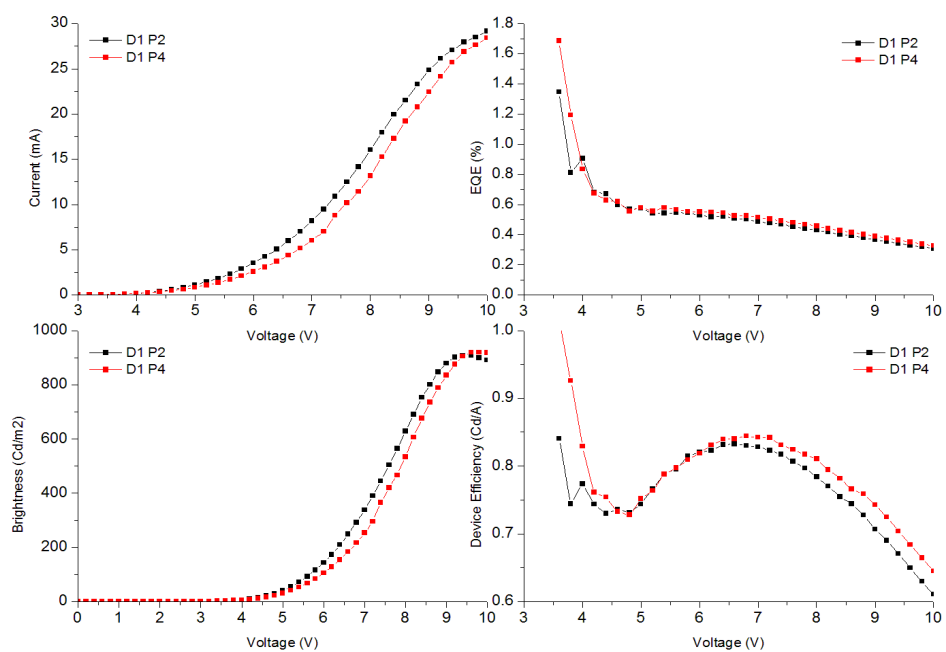 30
25
20
15
10
5
0
Current (mA)
D1 P2
D1 P4
3 4 5 6 7 8 9 10
Voltage (V)
1.8
1.6
1.4
1.2
1.0
0.8
0.6
0.4
0.2
0.0
EQE (%)
D1 P2
D1 P4
3 4 5 6 7 8 9 10
Voltage (V)
1000
800
600
400
200
0
Brightness (Cd/m2)
D1 P2
D1 P4
0 1 2 3 4 5 6 7 8 9 10
Voltage (V)
1.0
0.9
0.8
0.7
0.6
Device Efficiency (Cd/A)
D1 P2
D1 P4
3 4 5 6 7 8 9 10
Voltage (V)